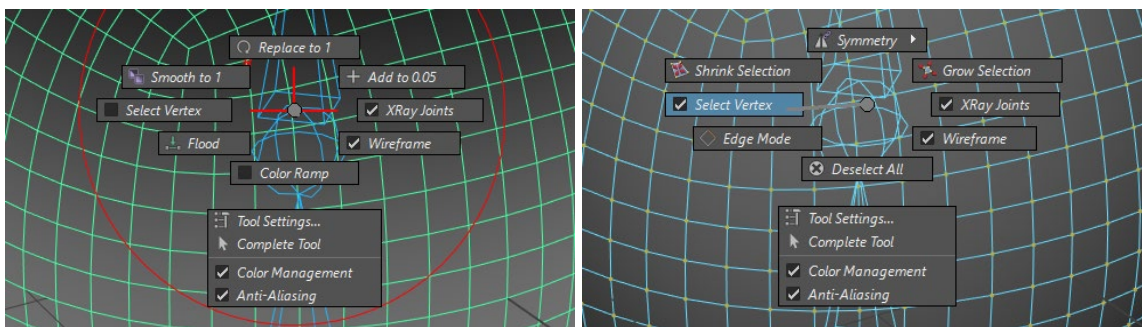 Replace to 1
Smooth to 1
Add to 0.05
Select Vertex
XRay Joints
Flood
Wireframe
Color Ramp
Tool Settings...
Complete Tool
Color Management
Anti-Aliasing
Symmetry
Shrink Selection
Grow Selection
Select Vertex
XRay Joints
Edge Mode
Wireframe
Deselect All
Tool Settings...
Complete Tool
Color Management
Anti-Aliasing